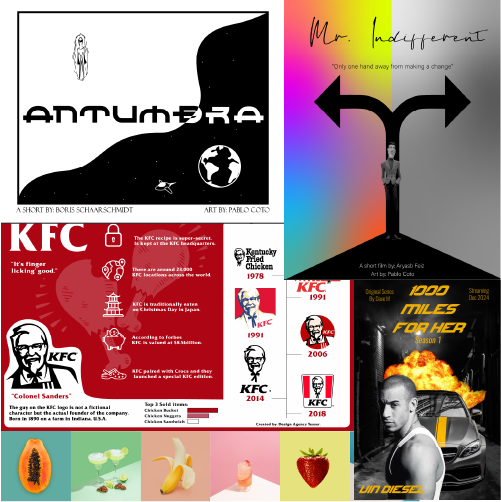 ANTUMBRA
A SHORT BY: BORIS SCHAARSCHMIDT
ART BY: PABLO COTO
Mr. Indifferent
"Only one hand away from making a change"
A short film by: Aryasb Feiz
Art by: Pablo Coto
KFC
"It's finger
licking' good."
The KFC recipe is super-secret.
Is kept at the KFC headquarters.
There are around 23,000
KFC locations across the world.
KFC is traditionally eaten
on Christmas Day in Japan.
According to Forbes
KFC is valued at $8.5billion.
KFC paired with Crocs and they
launched a special KFC edition.
KFC
"Colonel Sanders"
The guy on the KFC logo is not a fictional
character but the actual founder of the company.
Born in 1890 on a farm in Indiana, U.S.A.
Top 3 Sold items:
Chicken Bucket
Chicken Nuggets
Chicken Sandwich
Kentucky
Fried
Chicken
1978
KFC
1991
KFC
1991
KFC
2006
KFC
2014
KFC
2018
Created by: Design Agency Teaser
Original Series
By Dave M
Streaming
Dec 2024
1000
MILES
FOR HER
Season 1
VIN DIESEL